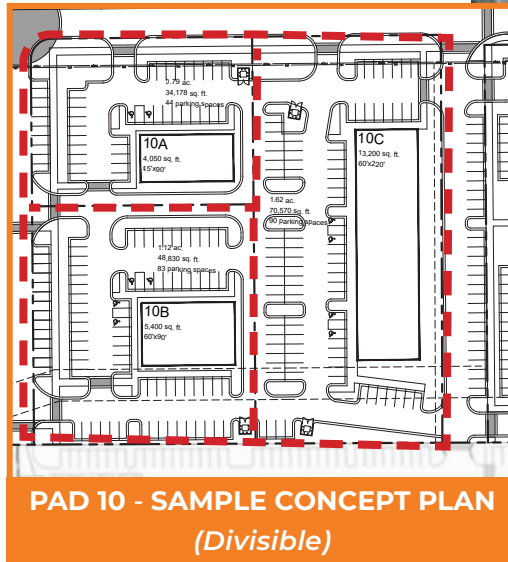 0.79 ac.
34,178 sq. ft.
44 parking spaces
10A
4,050 sq. ft.
45'x90'
10C
13,200 sq. ft.
60'x220'
1.62 ac.
70,570 sq. ft.
90 parking spaces
1.12 ac.
48,830 sq. ft.
83 parking spaces
10B
5,400 sq. ft.
60'x90'
PAD 10 - SAMPLE CONCEPT PLAN
(Divisible)